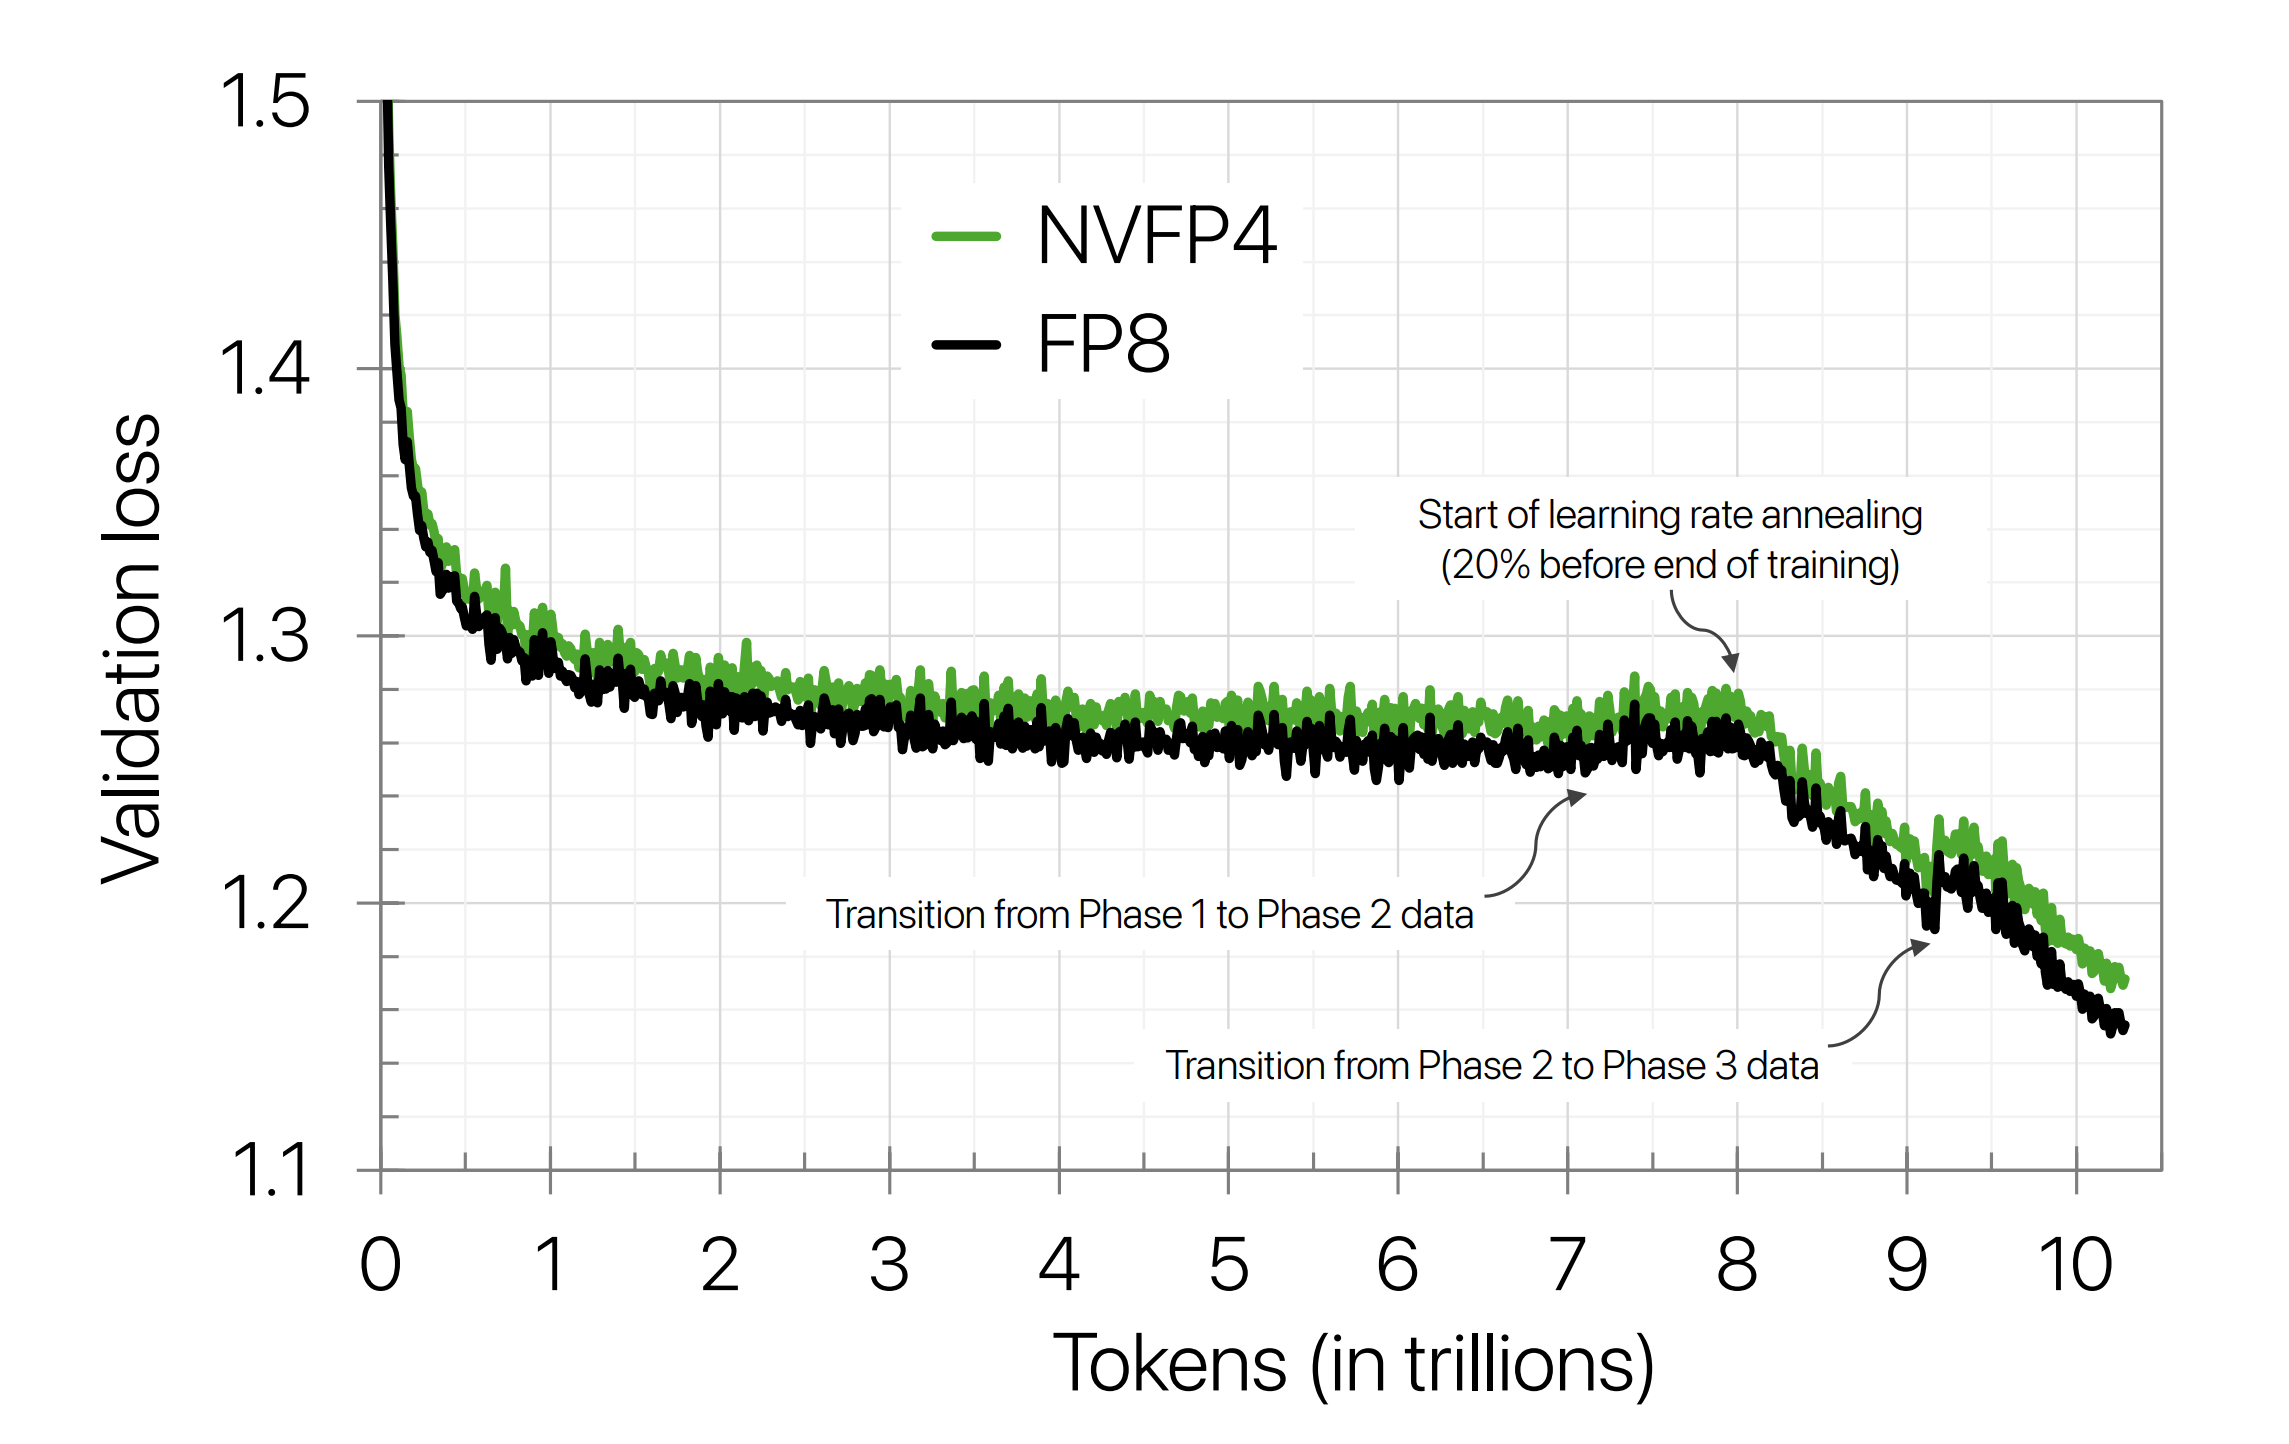 1.5
1.4
1.3
1.2
1.1
Validation loss
NVFP4
FP8
Start of learning rate annealing
(20% before end of training)
Transition from Phase 1 to Phase 2 data
Transition from Phase 2 to Phase 3 data
0 1 2 3 4 5 6 7 8 9 10
Tokens (in trillions)